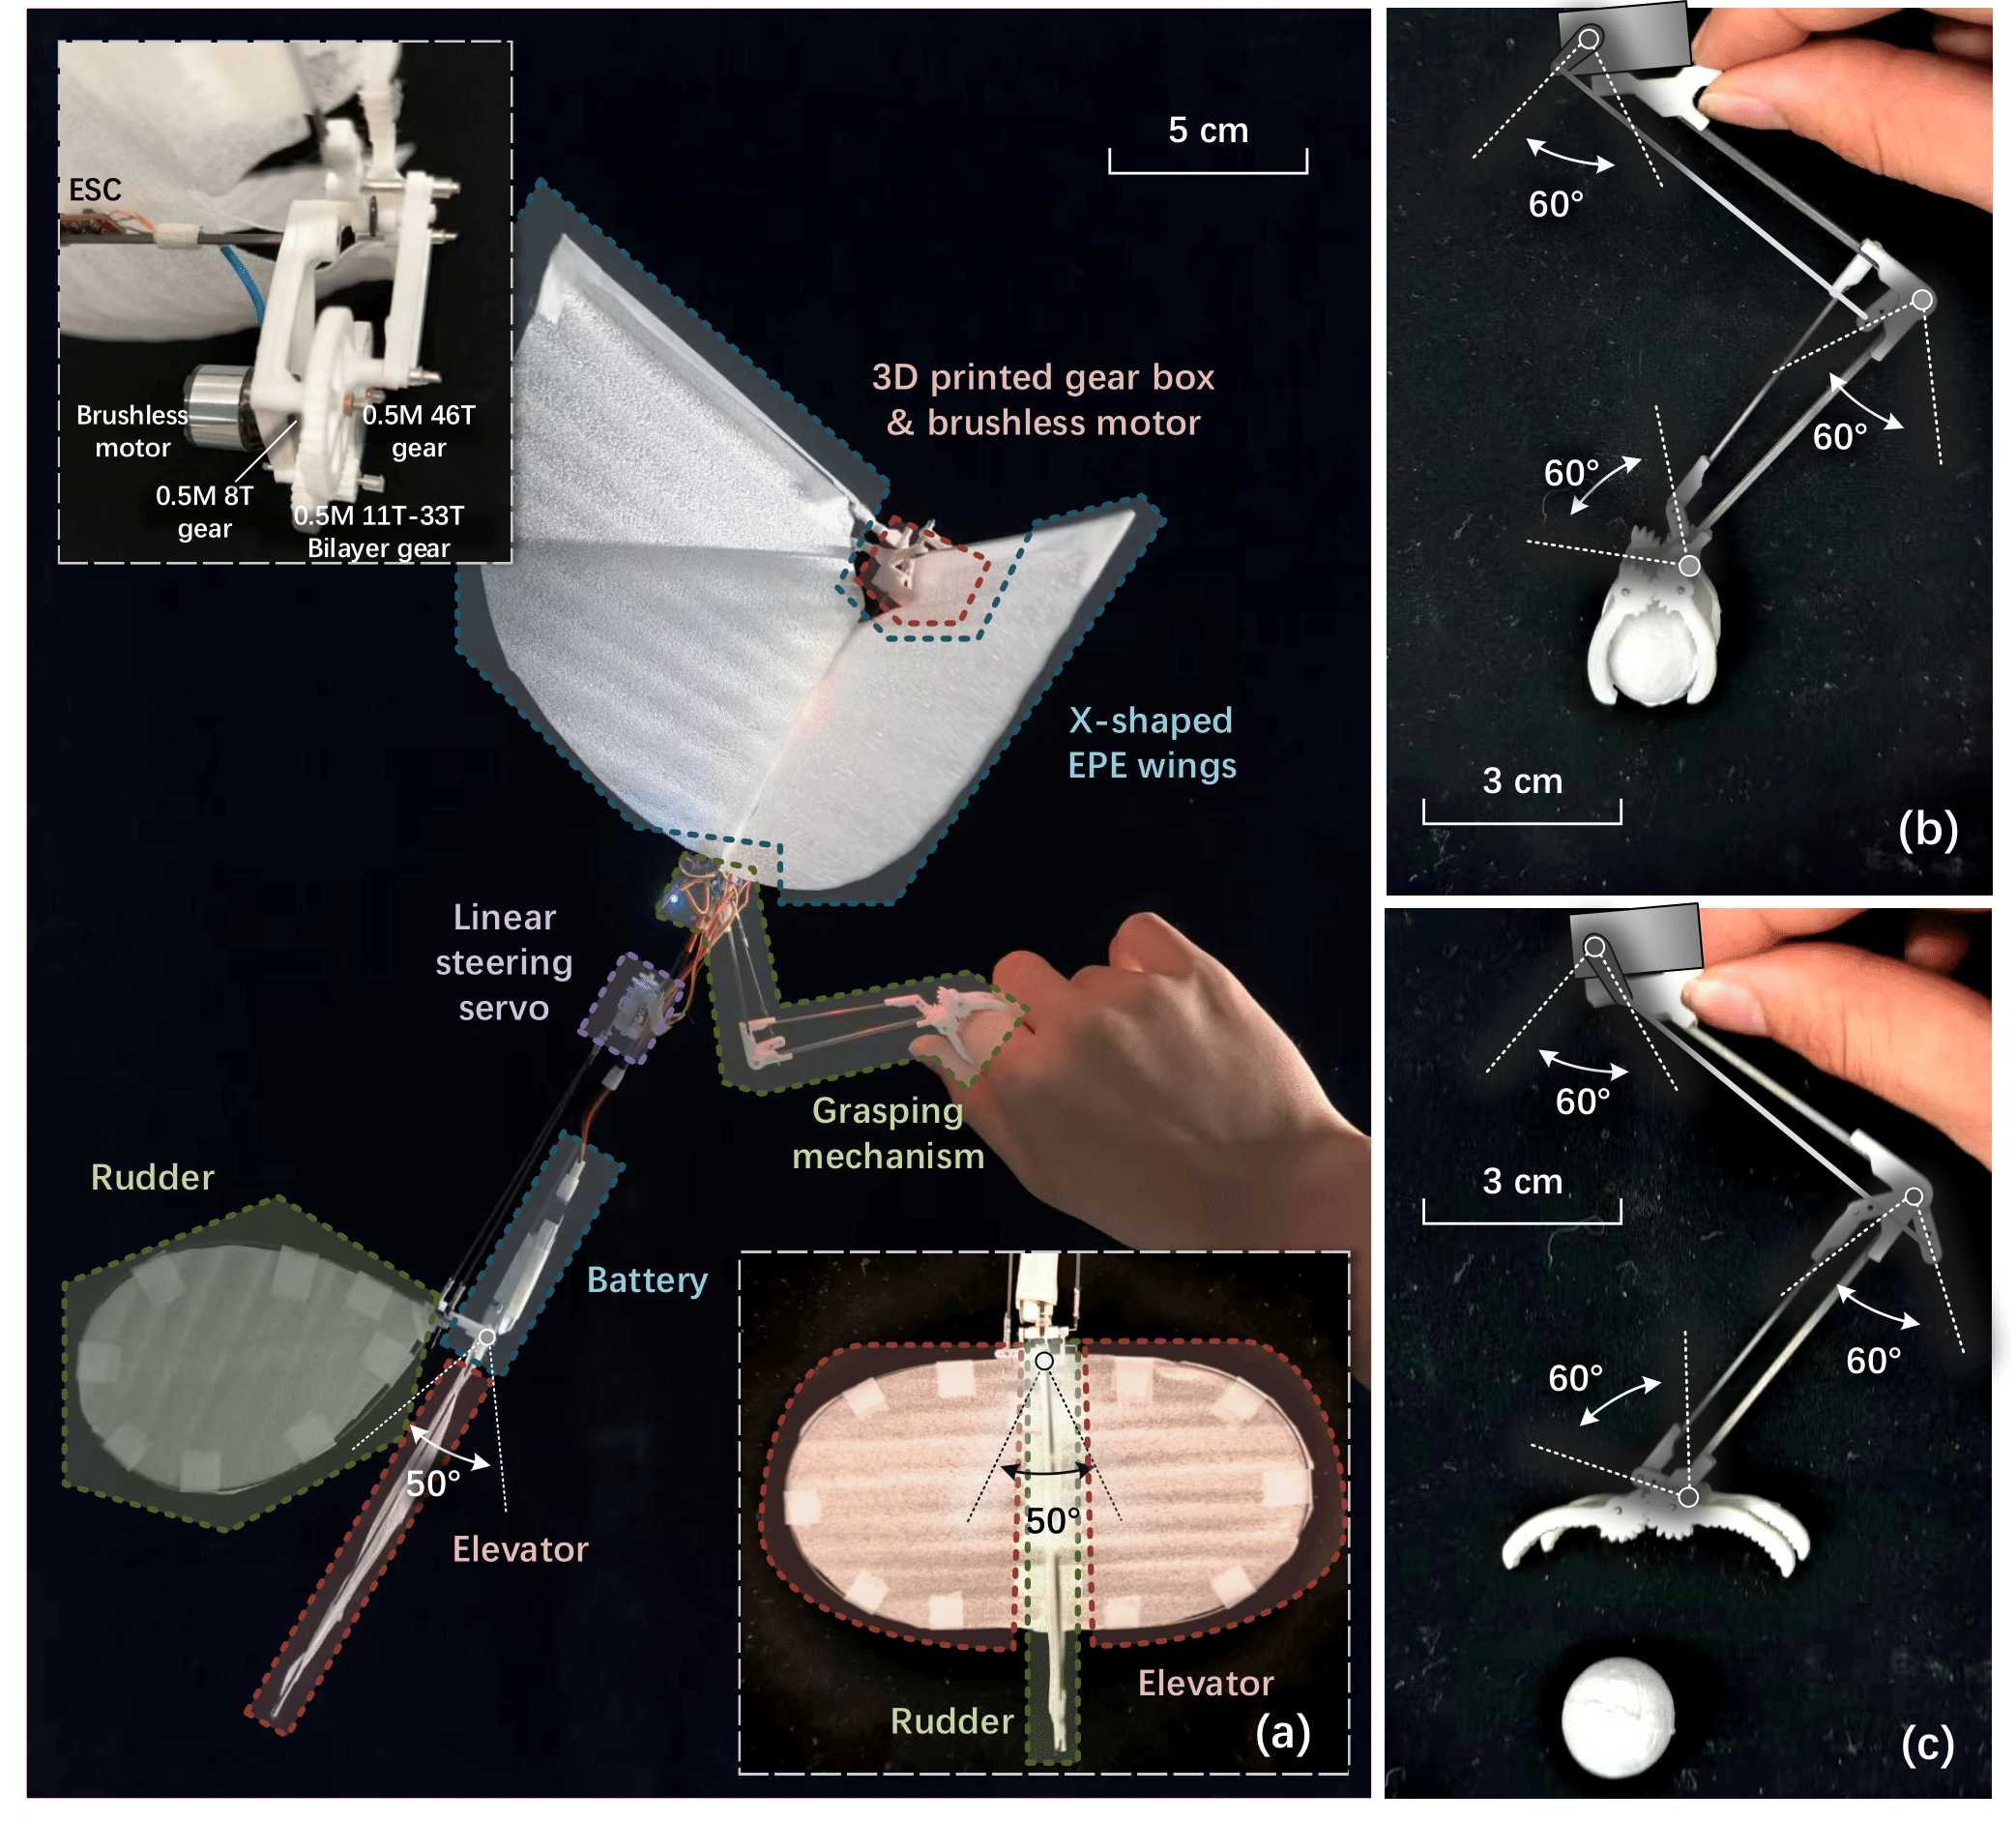 ESC
Brushless
motor
0.5M 46T
gear
0.5M 8T
gear
0.5M 11T-33T
Bilayer gear
5 cm
3D printed gear box
& brushless motor
X-shaped
EPE wings
Linear
steering
servo
Grasping
mechanism
Rudder
Battery
50°
Elevator
50°
Elevator
Rudder
(a)
60°
60°
60°
3 cm
(b)
60°
3 cm
60°
60°
(c)